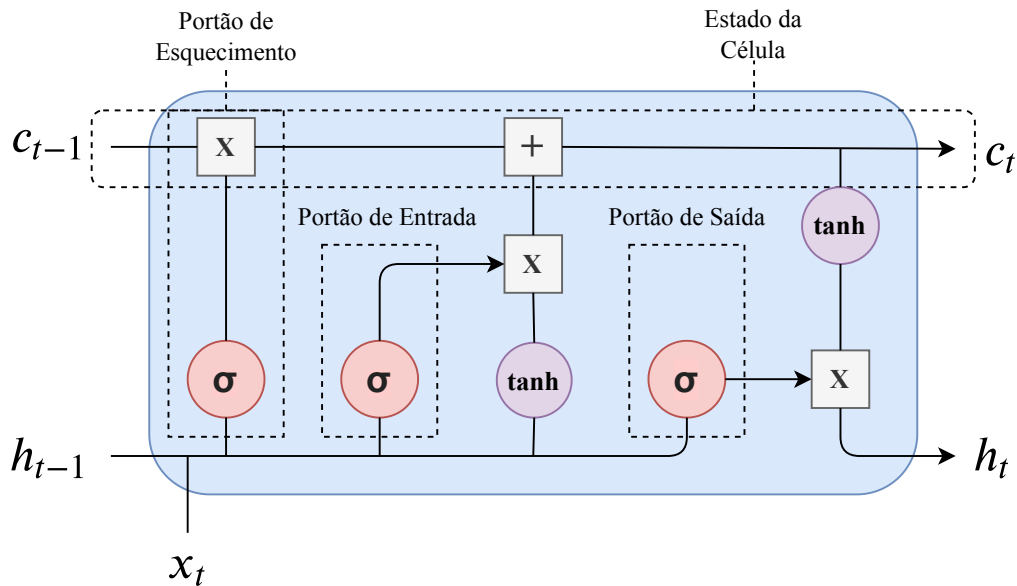 Portão de
Esquecimento
Estado da
Célula
c_{t-1}
X
+
c_t
Portão de Entrada
Portão de Saída
tanh
X
σ
σ
tanh
σ
X
h_{t-1}
h_t
x_t